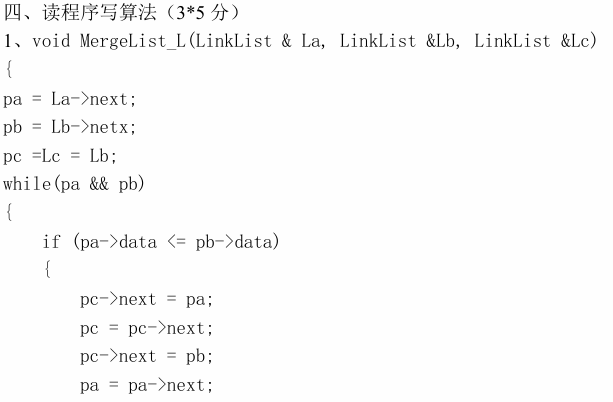 四、读程序写算法（3*5 分）
1、void MergeList_L(LinkList & La, LinkList &Lb, LinkList &Lc)
{
pa = La->next;
pb = Lb->netx;
pc =Lc = Lb;
while(pa && pb)
{
if (pa->data <= pb->data)
{
pc->next = pa;
pc = pc->next;
pc->next = pb;
pa = pa->next;